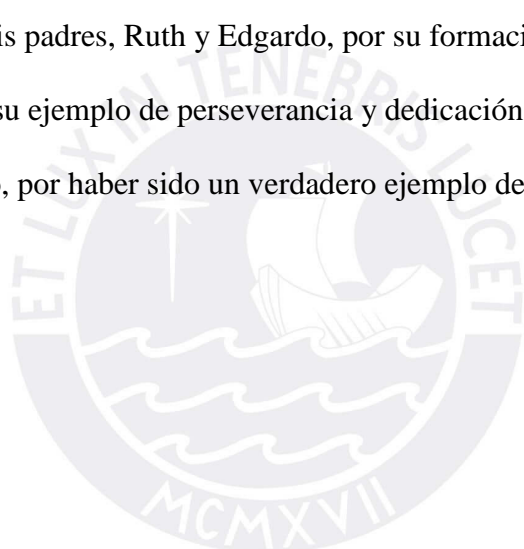 is padres, Ruth y Edgardo, por su formaci
su ejemplo de perseverancia y dedicación
, por haber sido un verdadero ejemplo de
ET LUX IN TENEBRIS LUCET
MCMXVII